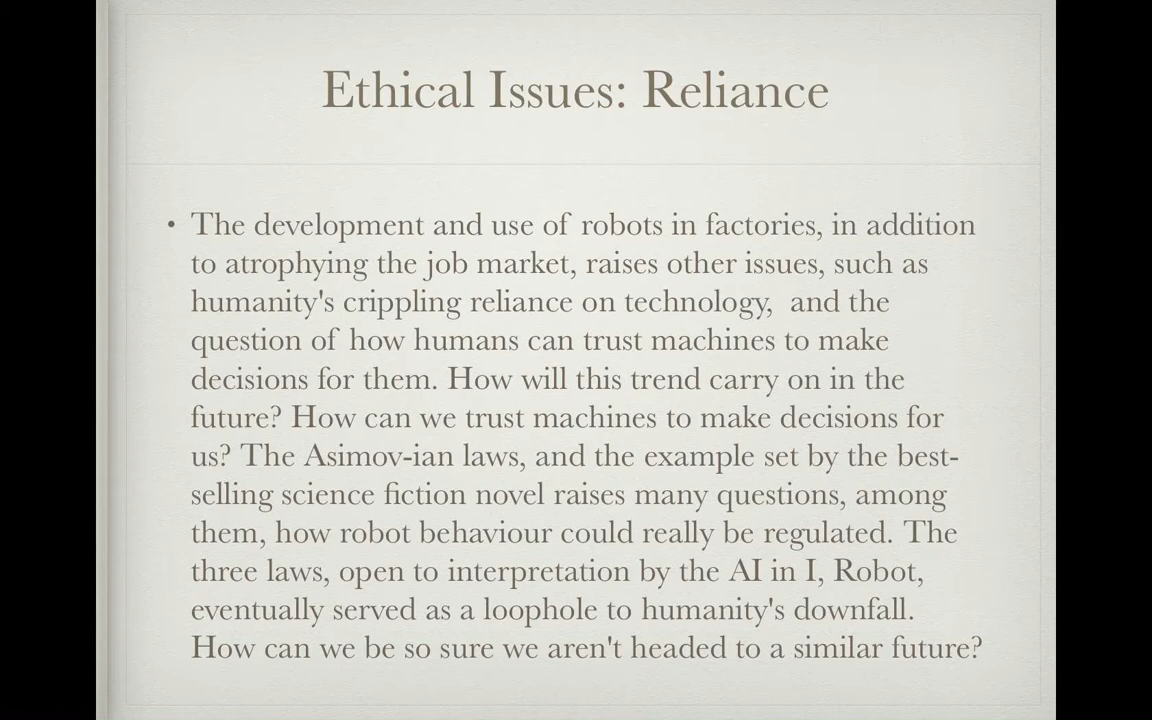 Ethical Issues: Reliance
• The development and use of robots in factories, in addition
to atrophying the job market, raises other issues, such as
humanity's crippling reliance on technology,  and the
question of how humans can trust machines to make
decisions for them. How will this trend carry on in the
future? How can we trust machines to make decisions for
us? The Asimov-ian laws, and the example set by the best-
selling science fiction novel raises many questions, among
them, how robot behaviour could really be regulated. The
three laws, open to interpretation by the AI in I, Robot,
eventually served as a loophole to humanity's downfall.
How can we be so sure we aren't headed to a similar future?